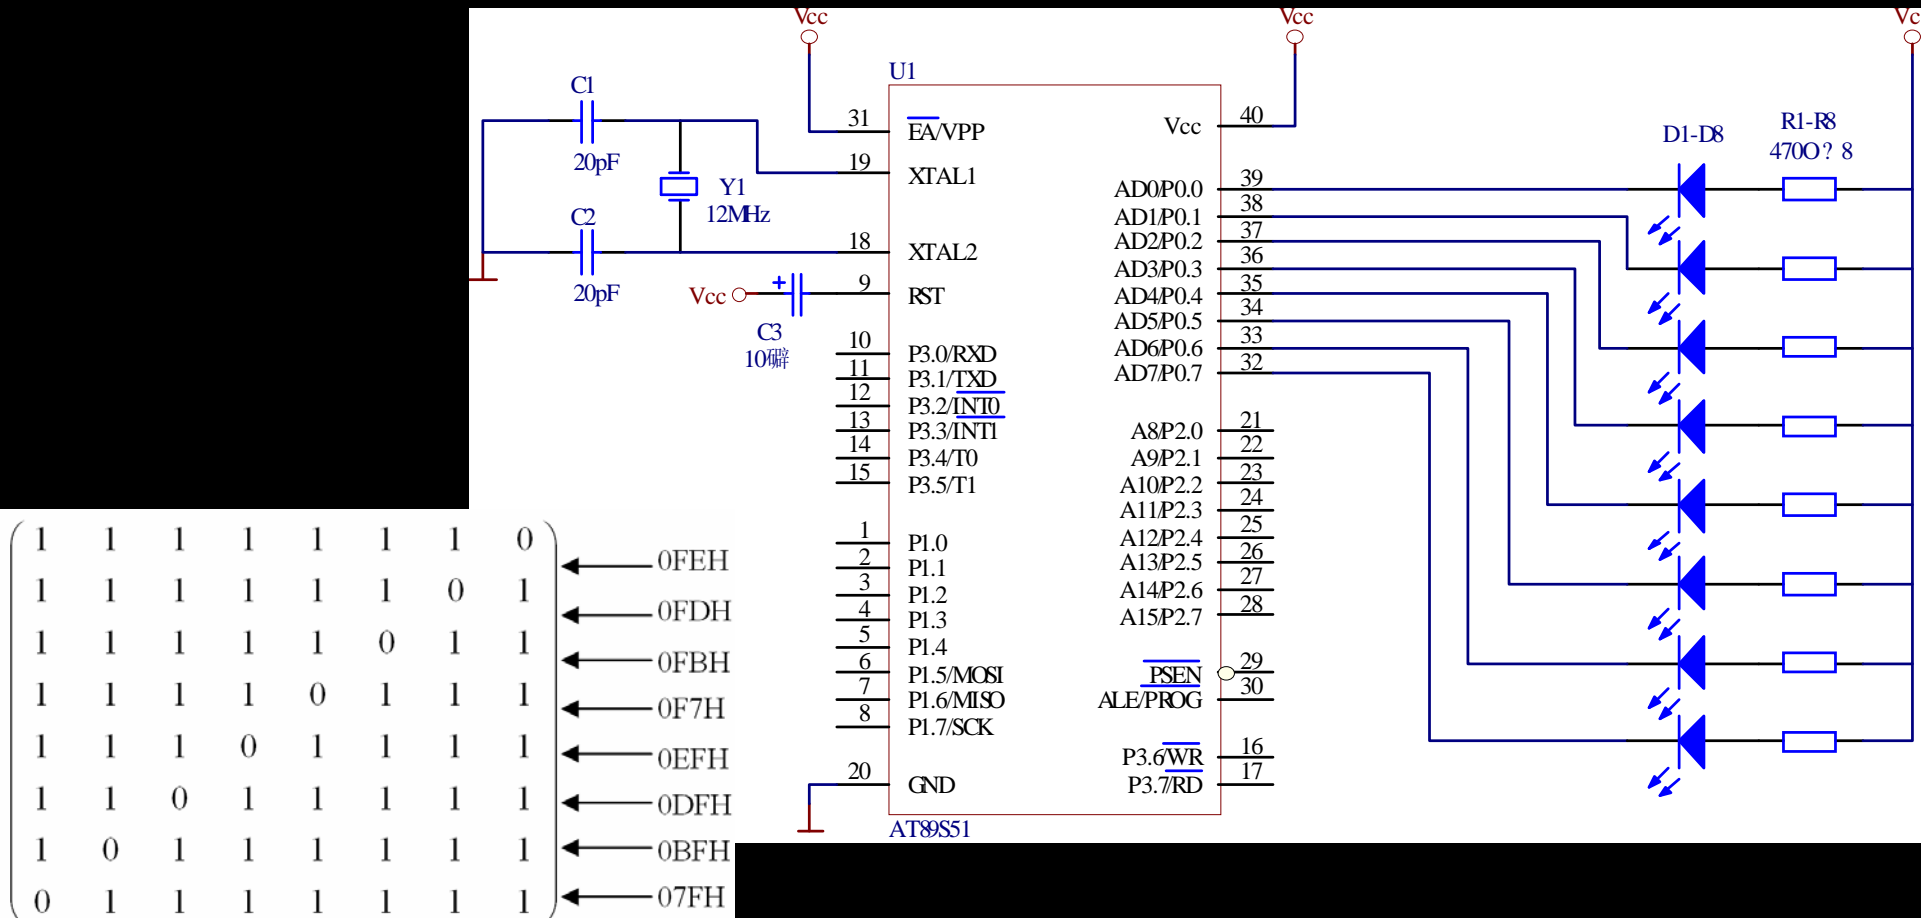 Vcc
Vcc
Vc
U1
C1
20pF
Y1
12MHz
C2
20pF
Vcc
+
C3
10礔
31 EA/VPP
19 XTAL1
18 XTAL2
9 RST
10 P3.0/RXD
11 P3.1/TXD
12 P3.2/INT0
13 P3.3/INT1
14 P3.4/T0
15 P3.5/T1
1 P1.0
2 P1.1
3 P1.2
4 P1.3
5 P1.4
6 P1.5/MOSI
7 P1.6/MISO
8 P1.7/SCK
20 GND
Vcc 40
AD0/P0.0 39
AD1/P0.1 38
AD2/P0.2 37
AD3/P0.3 36
AD4/P0.4 35
AD5/P0.5 34
AD6/P0.6 33
AD7/P0.7 32
A8/P2.0 21
A9/P2.1 22
A10/P2.2 23
A11/P2.3 24
A12/P2.4 25
A13/P2.5 26
A14/P2.6 27
A15/P2.7 28
PSEN 29
ALE/PROG 30
P3.6/WR 16
P3.7/RD 17
AT89S51
D1-D8
R1-R8
470O? 8
1 1 1 1 1 1 1 0 0FEH
1 1 1 1 1 1 0 1 0FDH
1 1 1 1 1 0 1 1 0FBH
1 1 1 1 0 1 1 1 0F7H
1 1 1 0 1 1 1 1 0EFH
1 1 0 1 1 1 1 1 0DFH
1 0 1 1 1 1 1 1 0BFH
0 1 1 1 1 1 1 1 07FH